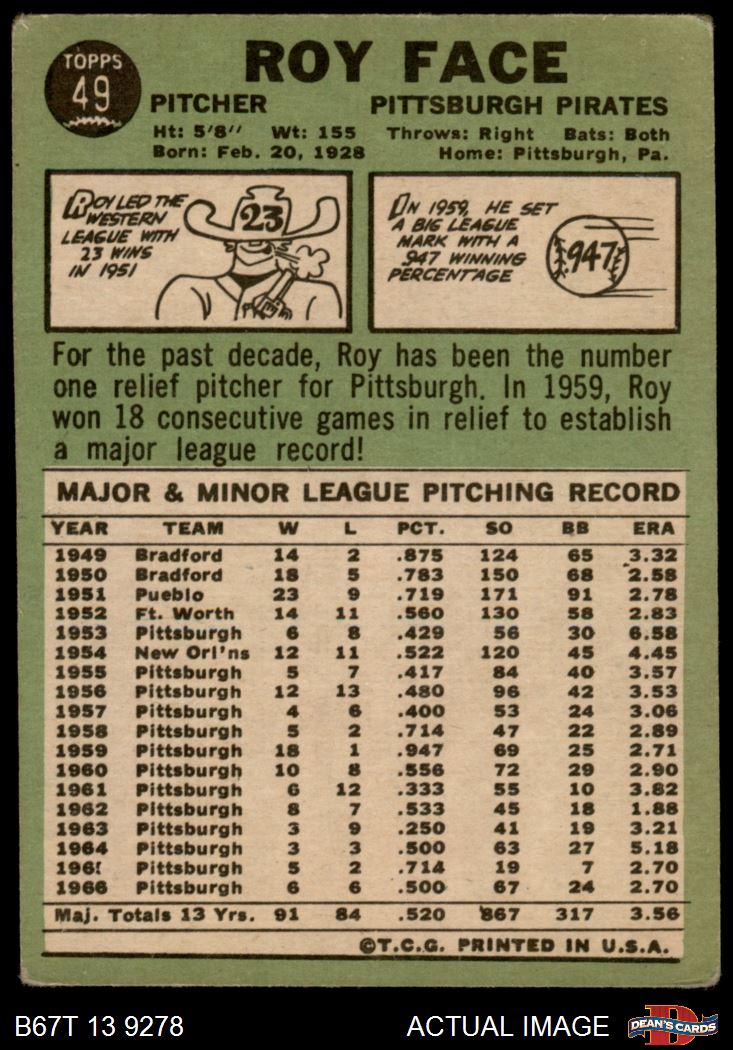 TOPPS
49
ROY FACE
PITCHER PITTSBURGH PIRATES
Ht: 5'8'' Wt: 155 Throws: Right Bats: Both
Born: Feb. 20, 1928 Home: Pittsburgh, Pa.
ROY LED THE
WESTERN
LEAGUE WITH
23 WINS
IN 1951
23
IN 1959, HE SET
A BIG LEAGUE
MARK WITH A
947 WINNING
PERCENTAGE
947
For the past decade, Roy has been the number
one relief pitcher for Pittsburgh. In 1959, Roy
won 18 consecutive games in relief to establish
a major league record!
MAJOR & MINOR LEAGUE PITCHING RECORD
YEAR TEAM W L PCT. SO BB ERA
1949 Bradford 14 2 .875 124 65 3.32
1950 Bradford 18 5 .783 150 68 2.58
1951 Pueblo 23 9 .719 171 91 2.78
1952 Ft. Worth 14 11 .560 130 58 2.83
1953 Pittsburgh 6 8 .429 56 30 6.58
1954 New Orl'ns 12 11 .522 120 45 4.45
1955 Pittsburgh 5 7 .417 84 40 3.57
1956 Pittsburgh 12 13 .480 96 42 3.53
1957 Pittsburgh 4 6 .400 53 24 3.06
1958 Pittsburgh 5 2 .714 47 22 2.89
1959 Pittsburgh 18 1 .947 69 25 2.71
1960 Pittsburgh 10 8 .556 72 29 2.90
1961 Pittsburgh 6 12 .333 55 10 3.82
1962 Pittsburgh 8 7 .533 45 18 1.88
1963 Pittsburgh 3 9 .250 41 19 3.21
1964 Pittsburgh 3 3 .500 63 27 5.18
1965 Pittsburgh 5 2 .714 19 7 2.70
1966 Pittsburgh 6 6 .500 67 24 2.70
Maj. Totals 13 Yrs. 91 84 .520 867 317 3.56
©T.C.G. PRINTED IN U.S.A.
B67T 13 9278 ACTUAL IMAGE DEAN'S CARDS